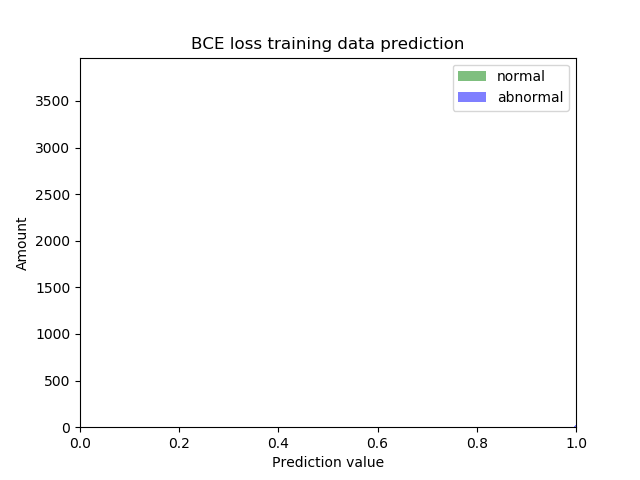 BCE loss training data prediction
normal
abnormal
3500
3000
2500
2000
1500
1000
500
0
Amount
0.0 0.2 0.4 0.6 0.8 1.0
Prediction value